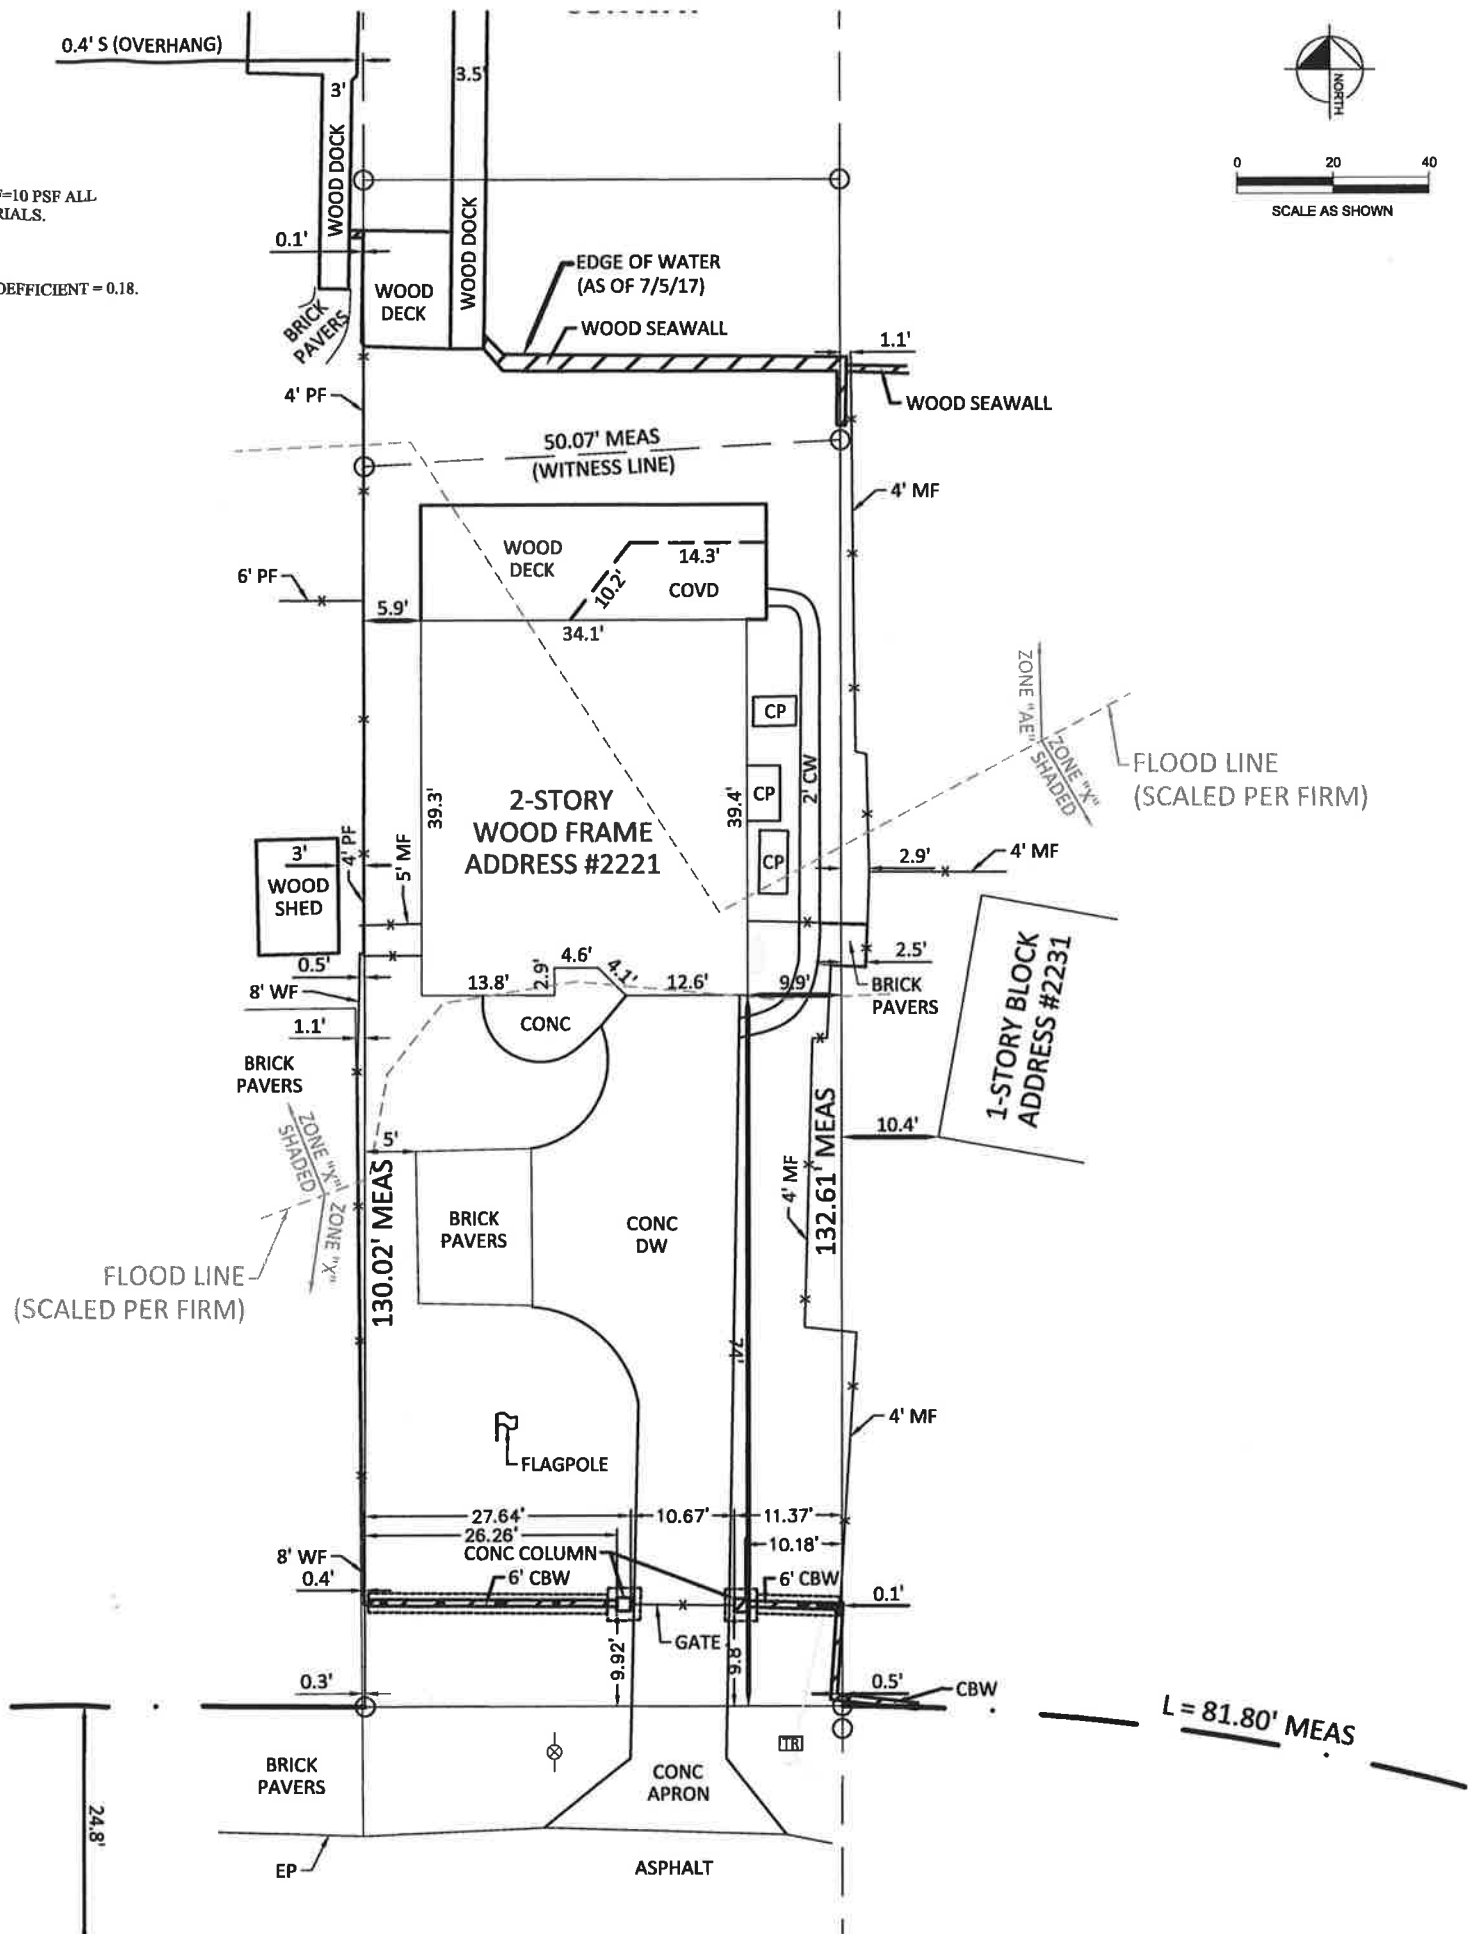 0.4' S (OVERHANG)
3'
3.5'
WOOD DOCK
WOOD DOCK
NORTH
0 20 40
SCALE AS SHOWN
=10 PSF ALL
RIALS.
0.1'
OEFFICIENT = 0.18.
WOOD
DECK
BRICK
PAVERS
EDGE OF WATER
(AS OF 7/5/17)
WOOD SEAWALL
1.1'
WOOD SEAWALL
4' PF
50.07' MEAS
(WITNESS LINE)
4' MF
WOOD
DECK
14.3'
10.2'
COVD
6' PF
5.9'
34.1'
CP
ZONE "AE"
ZONE "X"
SHADED
FLOOD LINE
(SCALED PER FIRM)
39.3'
2-STORY
WOOD FRAME
ADDRESS #2221
39.4'
CP
2' CW
CP
3'
4' PF
5' MF
WOOD
SHED
2.9'
4' MF
0.5'
8' WF
4.6'
13.8'
2.9'
4.1'
12.6'
9.9'
2.5'
BRICK
PAVERS
1-STORY BLOCK
ADDRESS #2231
CONC
1.1'
BRICK
PAVERS
ZONE "X"
SHADED
ZONE "X"
5'
10.4'
130.02' MEAS
BRICK
PAVERS
CONC
DW
4' MF
132.61' MEAS
FLOOD LINE
(SCALED PER FIRM)
74'
4' MF
FLAGPOLE
27.64'
10.67'
11.37'
26.26'
10.18'
CONC COLUMN
8' WF
0.4'
6' CBW
6' CBW
0.1'
GATE
9.92'
9.8'
0.3'
0.5'
CBW
L = 81.80' MEAS
TR
BRICK
PAVERS
CONC
APRON
24.8'
EP
ASPHALT